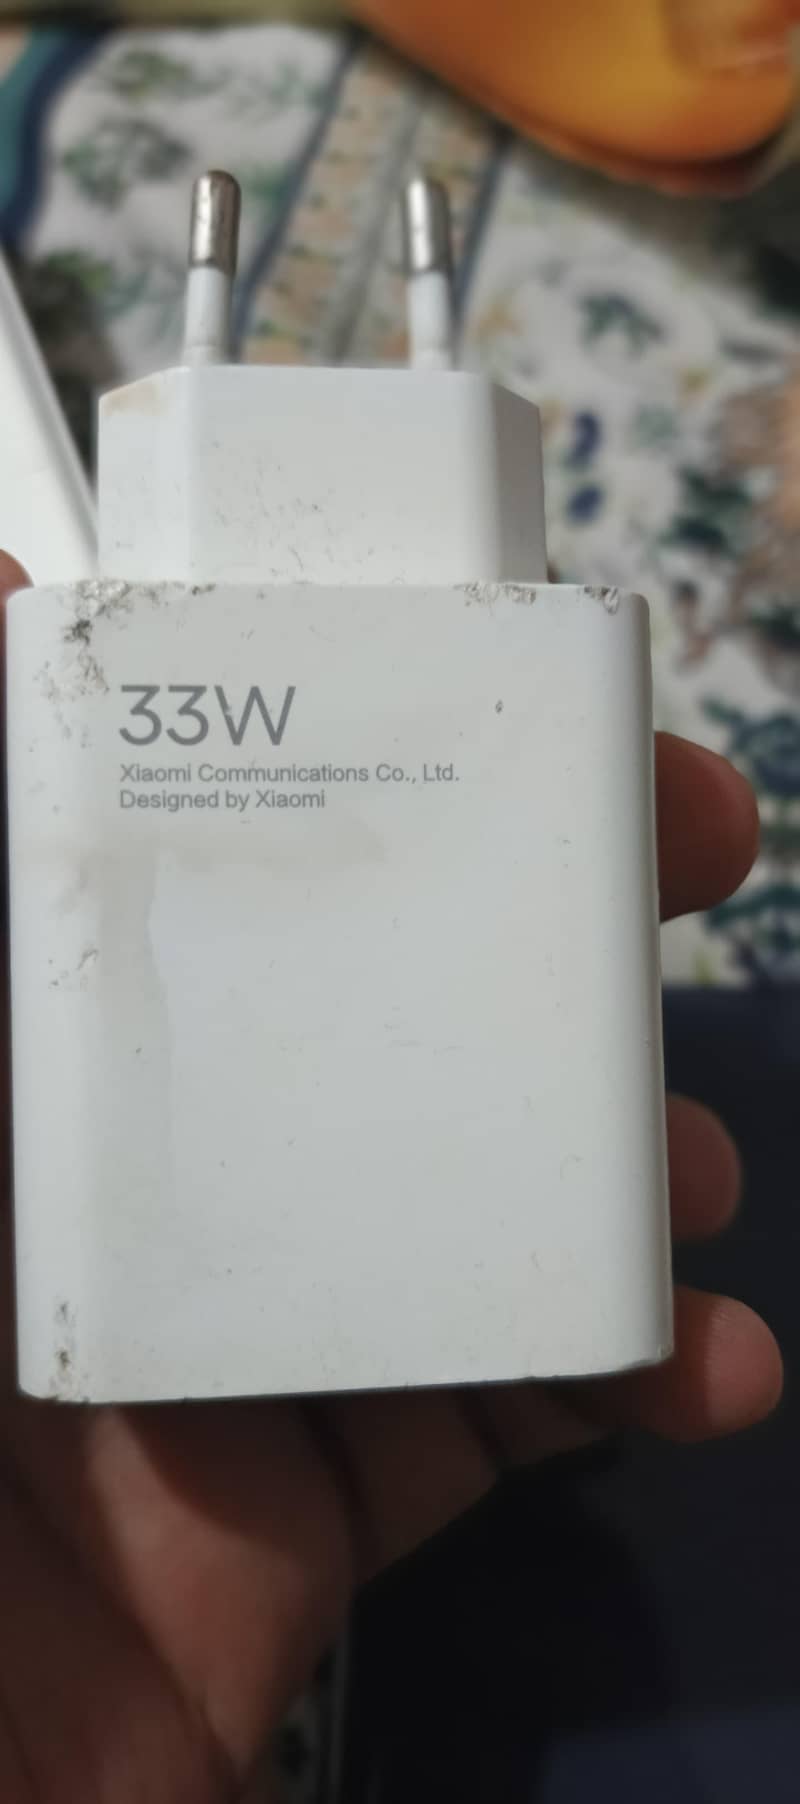 33W
Xiaomi Communications Co., Ltd.
Designed by Xiaomi